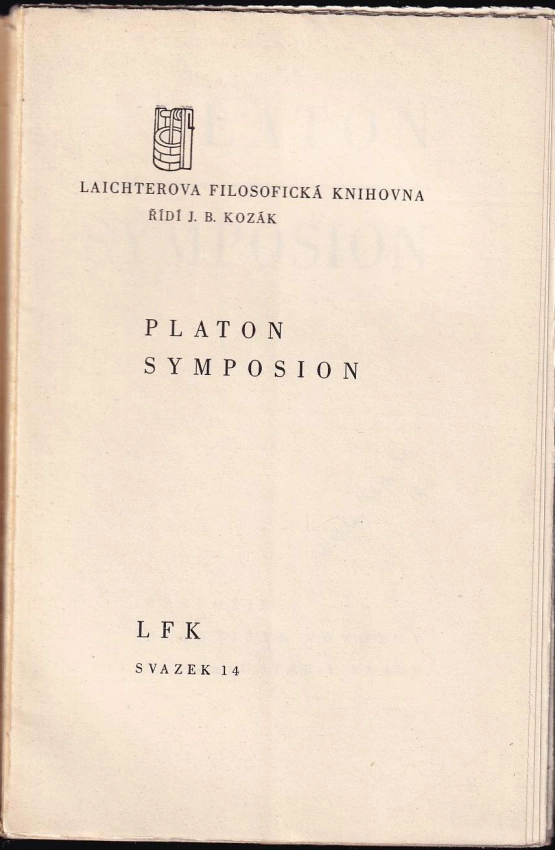 LAICHTEROVA FILOSOFICKÁ KNIHOVNA
ŘÍDÍ J. B. KOZÁK
PLATON
SYMPOSION
LFK
SVAZEK 14